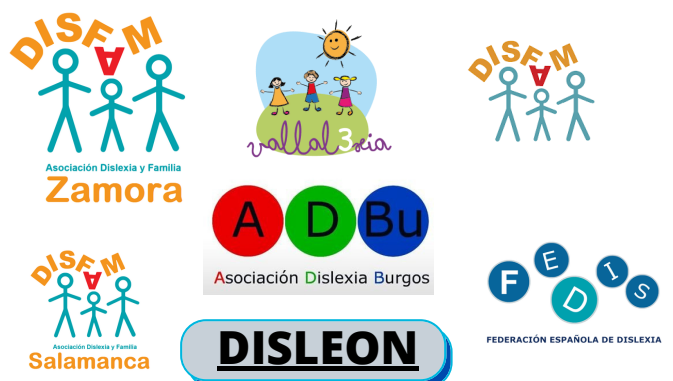 DISFAM
Asociación Dislexia y Familia
Zamora
vallal3xia
DISFAM
A D Bu
Asociación Dislexia Burgos
DISFAM
Asociación Dislexia y Familia
Salamanca
FEDIS
FEDERACIÓN ESPAÑOLA DE DISLEXIA
DISLEON